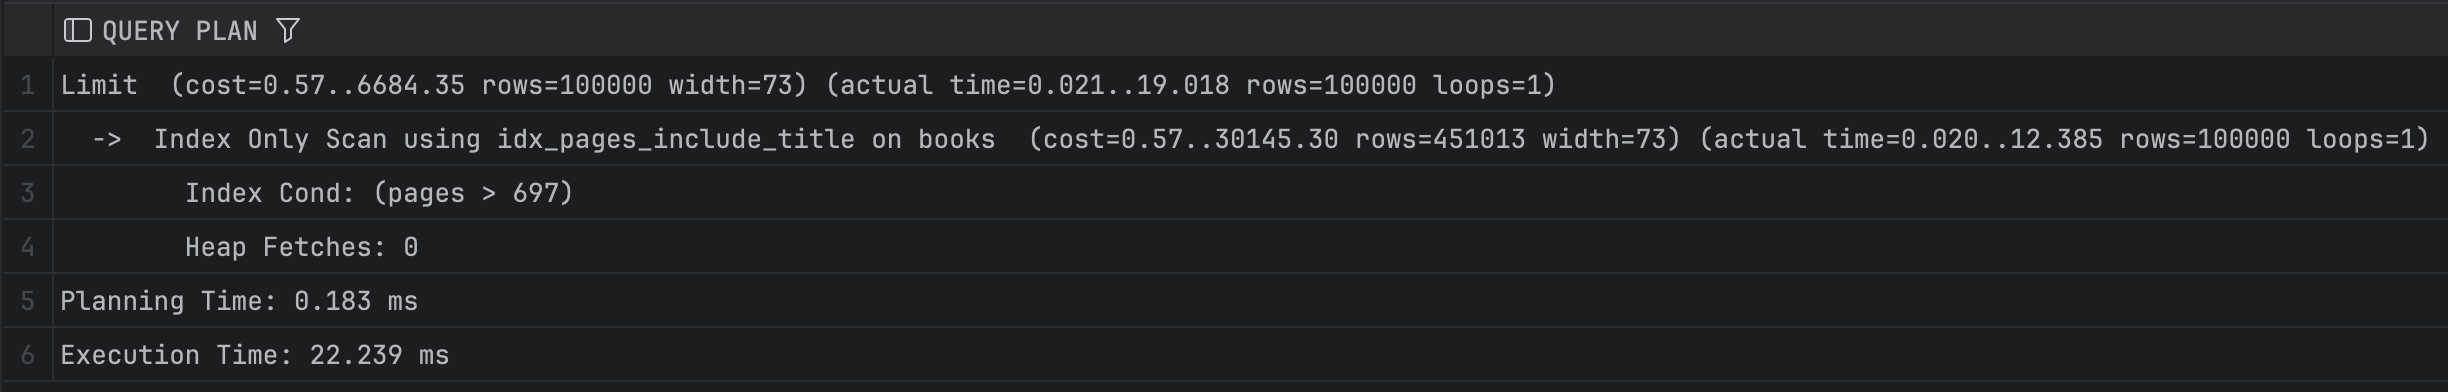 QUERY PLAN
1 Limit  (cost=0.57..6684.35 rows=100000 width=73) (actual time=0.021..19.018 rows=100000 loops=1)
2   ->  Index Only Scan using idx_pages_include_title on books  (cost=0.57..30145.30 rows=451013 width=73) (actual time=0.020..12.385 rows=100000 loops=1)
3         Index Cond: (pages > 697)
4         Heap Fetches: 0
5 Planning Time: 0.183 ms
6 Execution Time: 22.239 ms